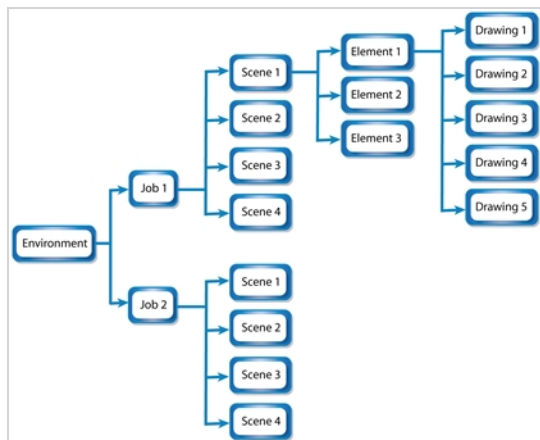 Environment
Job 1
Scene 1
Element 1
Drawing 1
Drawing 2
Drawing 3
Drawing 4
Drawing 5
Element 2
Element 3
Scene 2
Scene 3
Scene 4
Job 2
Scene 1
Scene 2
Scene 3
Scene 4